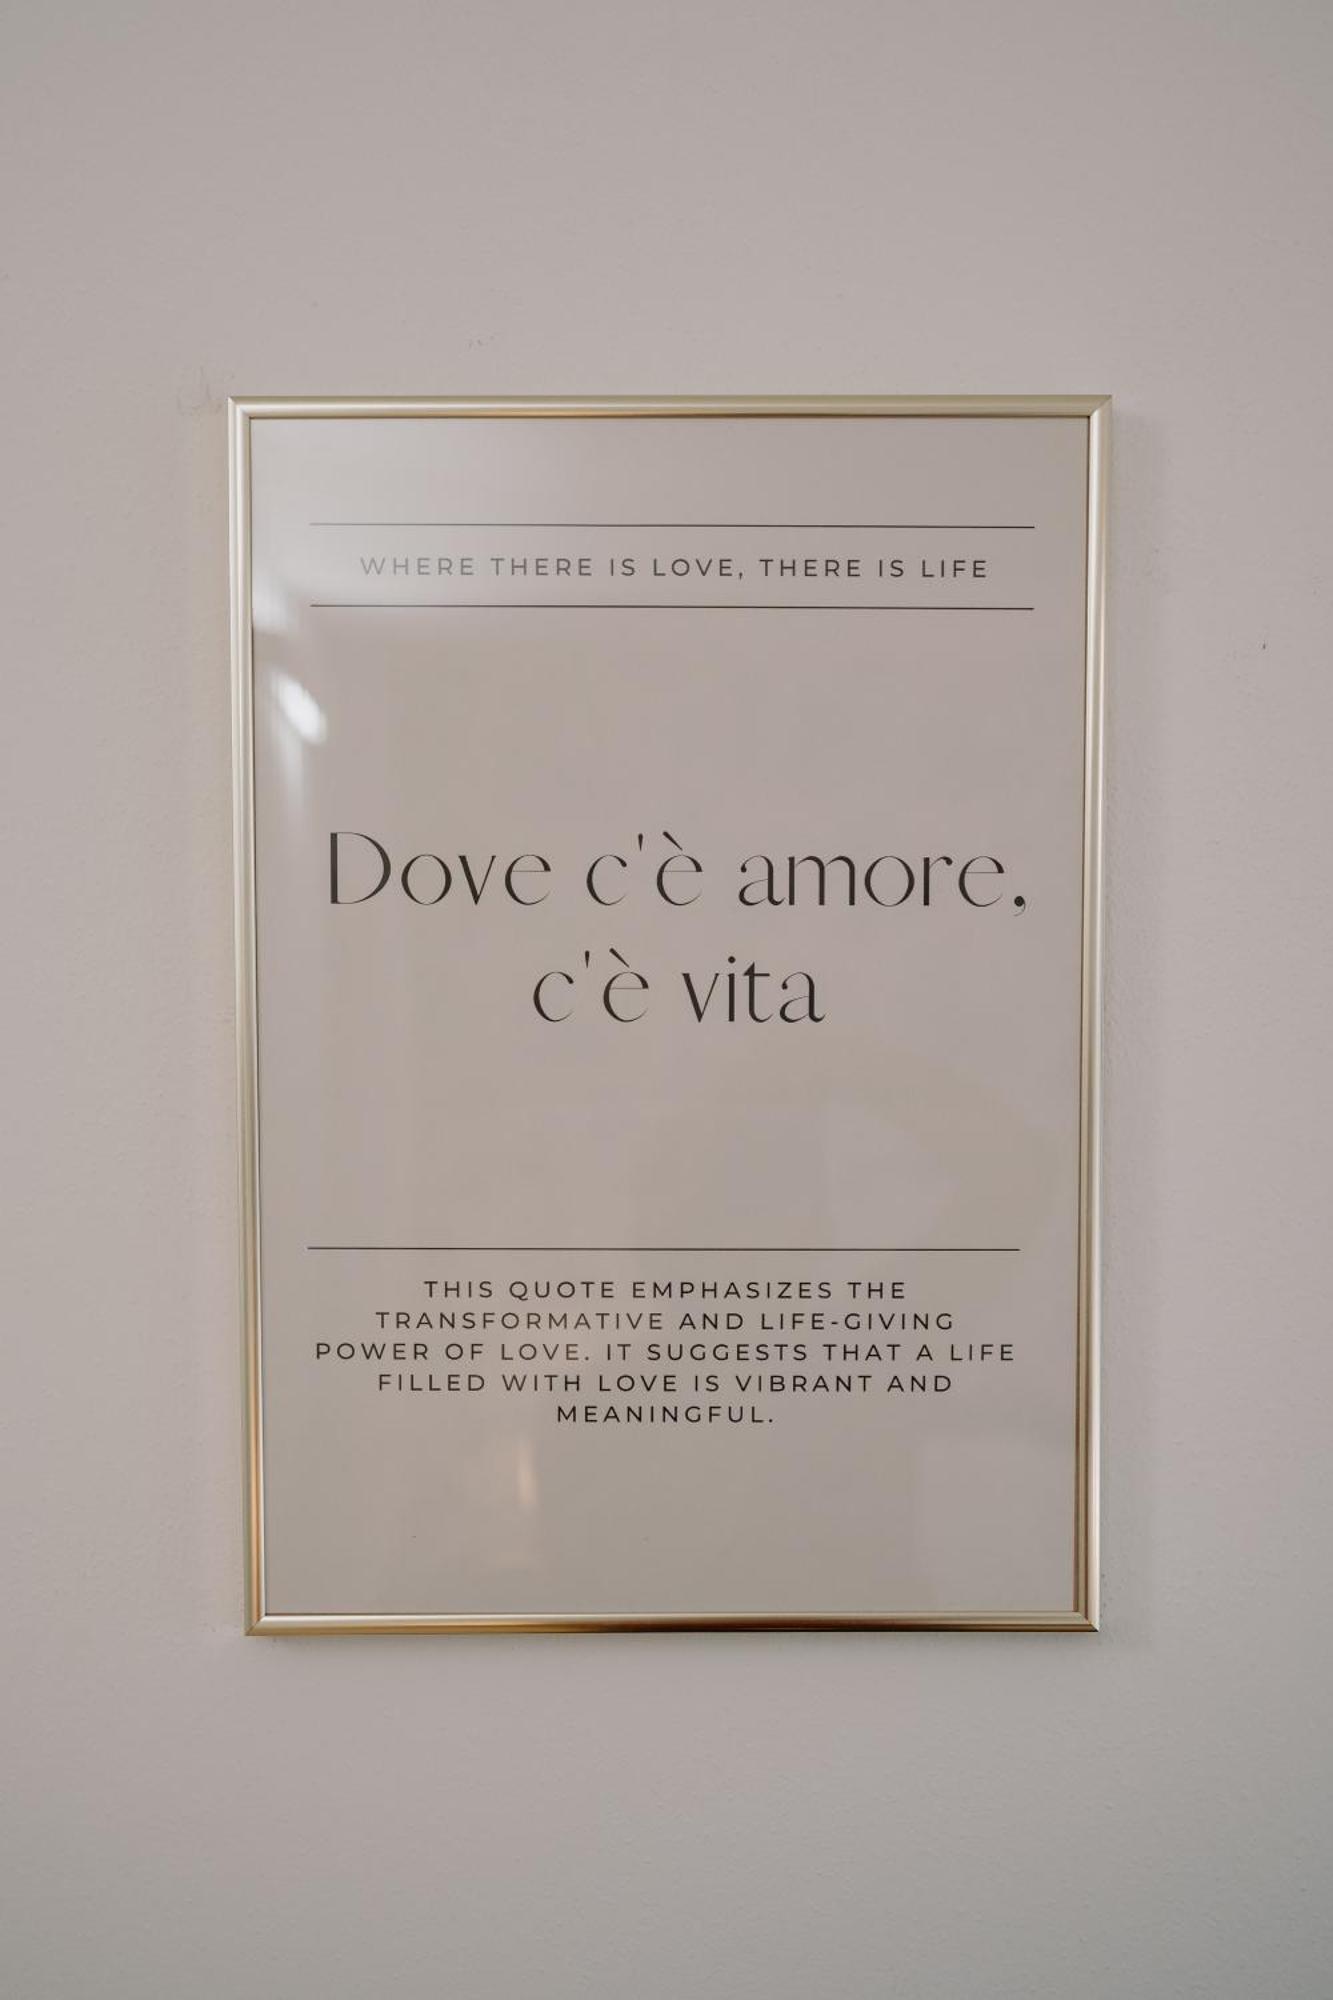 WHERE THERE IS LOVE, THERE IS LIFE
Dove c'è amore,
c'è vita
THIS QUOTE EMPHASIZES THE
TRANSFORMATIVE AND LIFE-GIVING
POWER OF LOVE. IT SUGGESTS THAT A LIFE
FILLED WITH LOVE IS VIBRANT AND
MEANINGFUL.